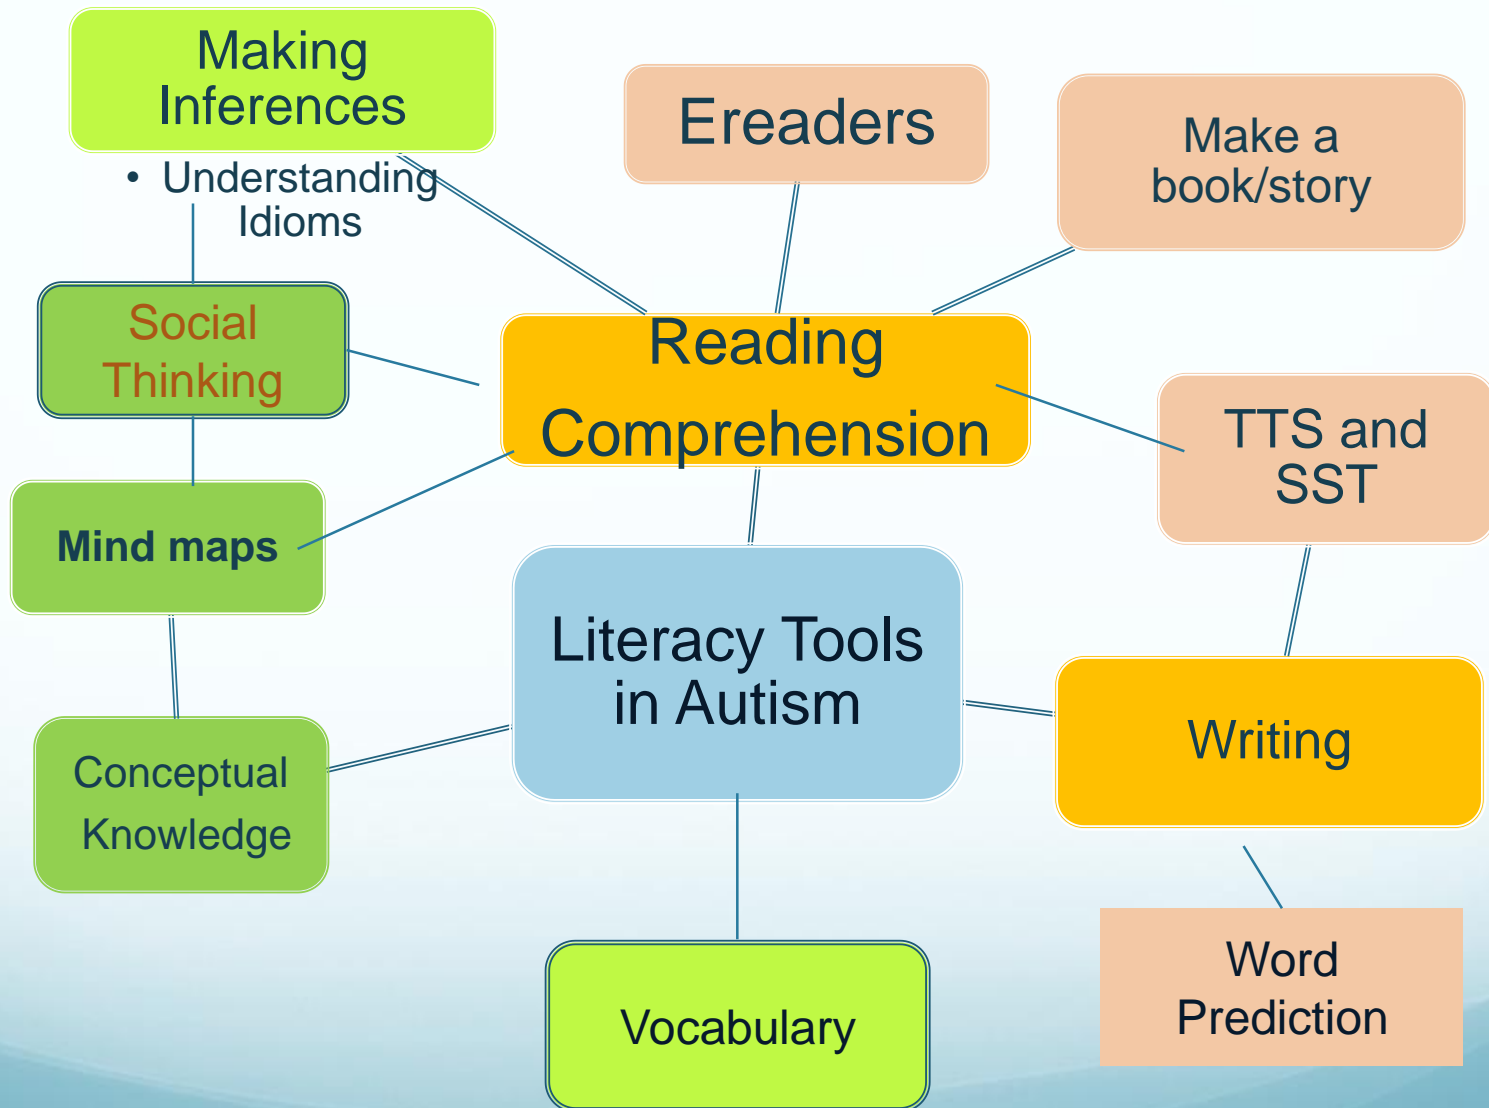 Making
Inferences
• Understanding
Idioms
Ereaders
Make a
book/story
Social
Thinking
Reading
Comprehension
TTS and
SST
Mind maps
Literacy Tools
in Autism
Writing
Conceptual
Knowledge
Word
Prediction
Vocabulary